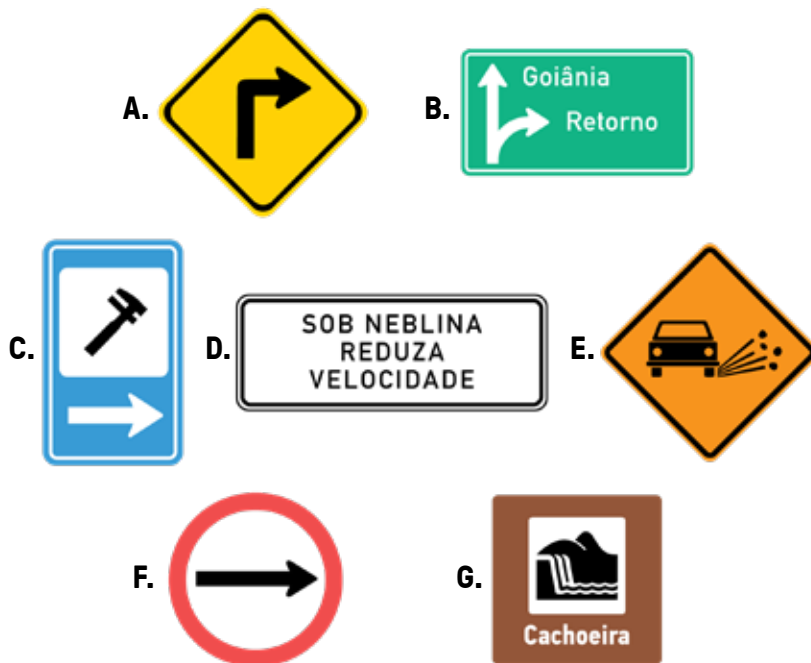 A.
B.
Goiânia
Retorno
C.
D.
SOB NEBLINA
REDUZA
VELOCIDADE
E.
F.
G.
Cachoeira